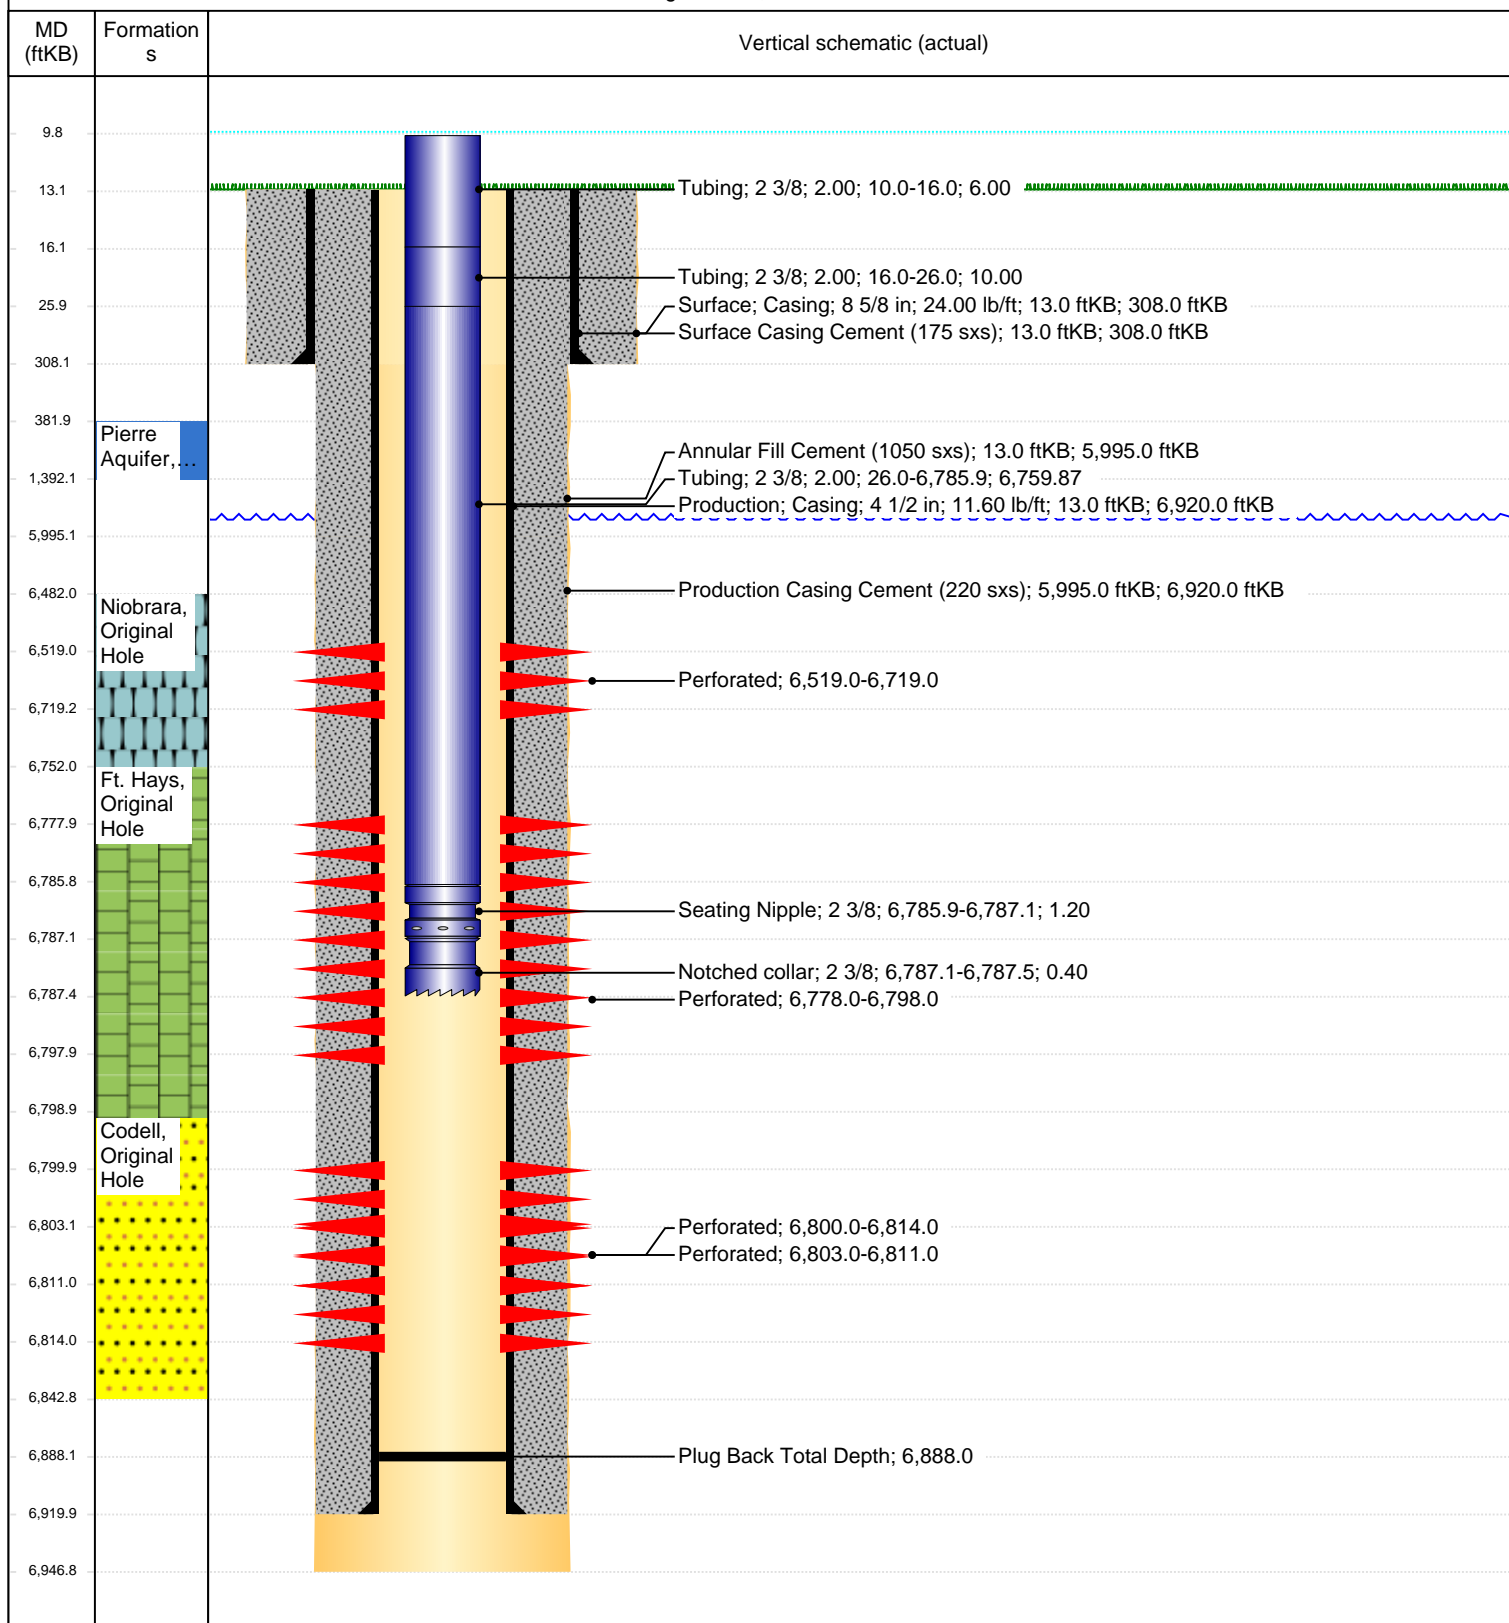 MD
(ftKB)
Formation
s
Vertical schematic (actual)
9.8
13.1
16.1
25.9
308.1
381.9
1,392.1
5,995.1
6,482.0
6,519.0
6,719.2
6,752.0
6,777.9
6,785.8
6,787.1
6,787.4
6,797.9
6,798.9
6,799.9
6,803.1
6,811.0
6,814.0
6,842.8
6,888.1
6,919.9
6,946.8
Pierre
Aquifer,...
Niobrara,
Original
Hole
Ft. Hays,
Original
Hole
Codell,
Original
Hole
Tubing; 2 3/8; 2.00; 10.0-16.0; 6.00
Tubing; 2 3/8; 2.00; 16.0-26.0; 10.00
Surface; Casing; 8 5/8 in; 24.00 lb/ft; 13.0 ftKB; 308.0 ftKB
Surface Casing Cement (175 sxs); 13.0 ftKB; 308.0 ftKB
Annular Fill Cement (1050 sxs); 13.0 ftKB; 5,995.0 ftKB
Tubing; 2 3/8; 2.00; 26.0-6,785.9; 6,759.87
Production; Casing; 4 1/2 in; 11.60 lb/ft; 13.0 ftKB; 6,920.0 ftKB
Production Casing Cement (220 sxs); 5,995.0 ftKB; 6,920.0 ftKB
Perforated; 6,519.0-6,719.0
Seating Nipple; 2 3/8; 6,785.9-6,787.1; 1.20
Notched collar; 2 3/8; 6,787.1-6,787.5; 0.40
Perforated; 6,778.0-6,798.0
Perforated; 6,800.0-6,814.0
Perforated; 6,803.0-6,811.0
Plug Back Total Depth; 6,888.0